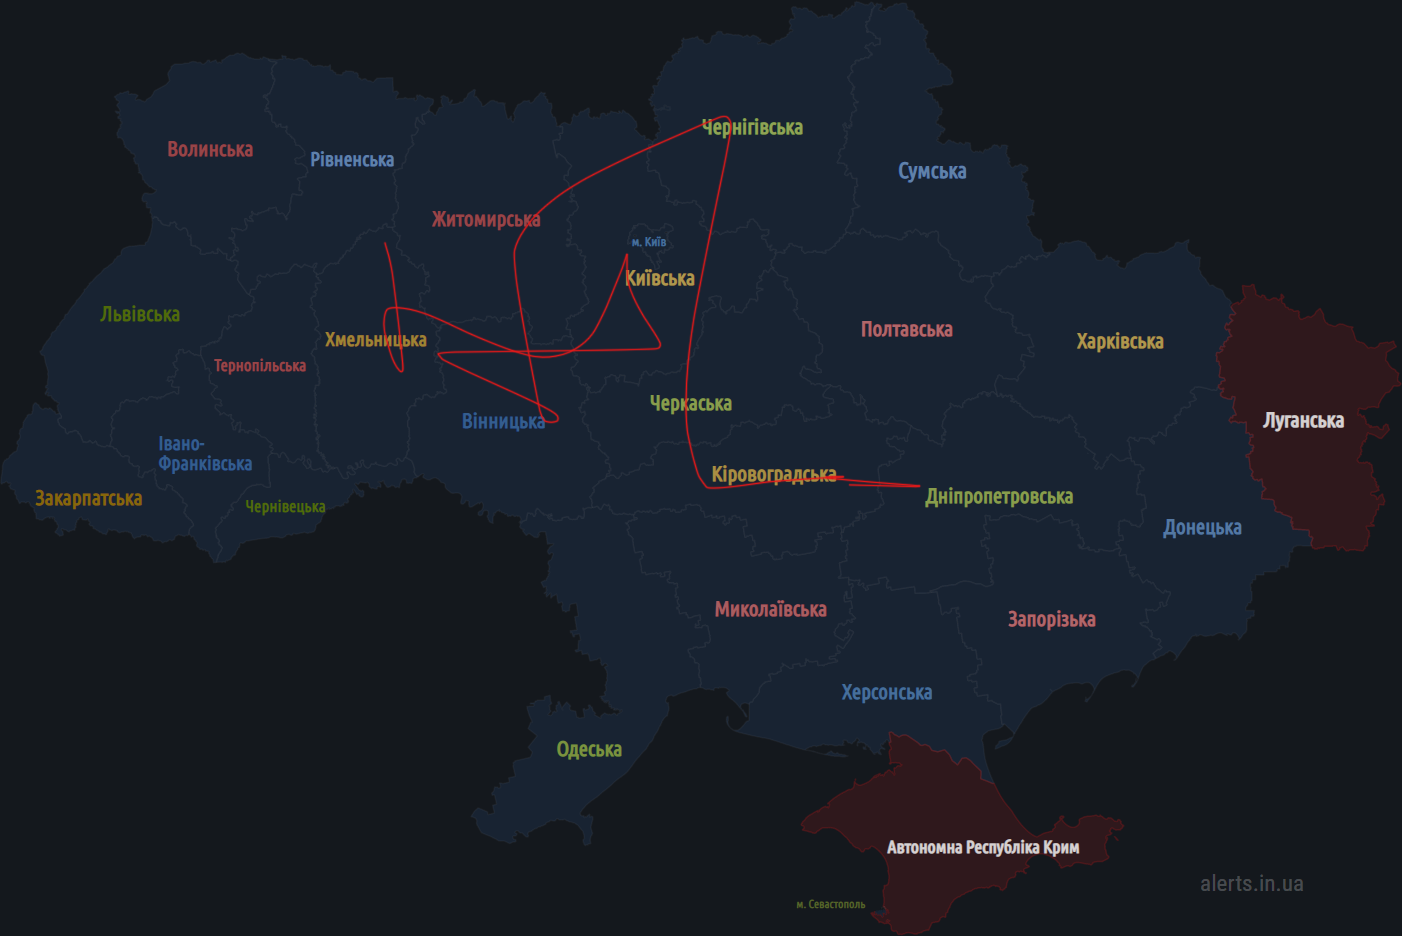 Чернігівська
Волинська
Рівненська
Сумська
Житомирська
м. Київ
Київська
Львівська
Хмельницька
Полтавська
Харківська
Тернопільська
Черкаська
Луганська
Вінницька
Івано-
Франківська
Кіровоградська
Закарпатська
Дніпропетровська
Чернівецька
Донецька
Миколаївська
Запорізька
Херсонська
Одеська
Автономна Республіка Крим
alerts.in.ua
м. Севастополь